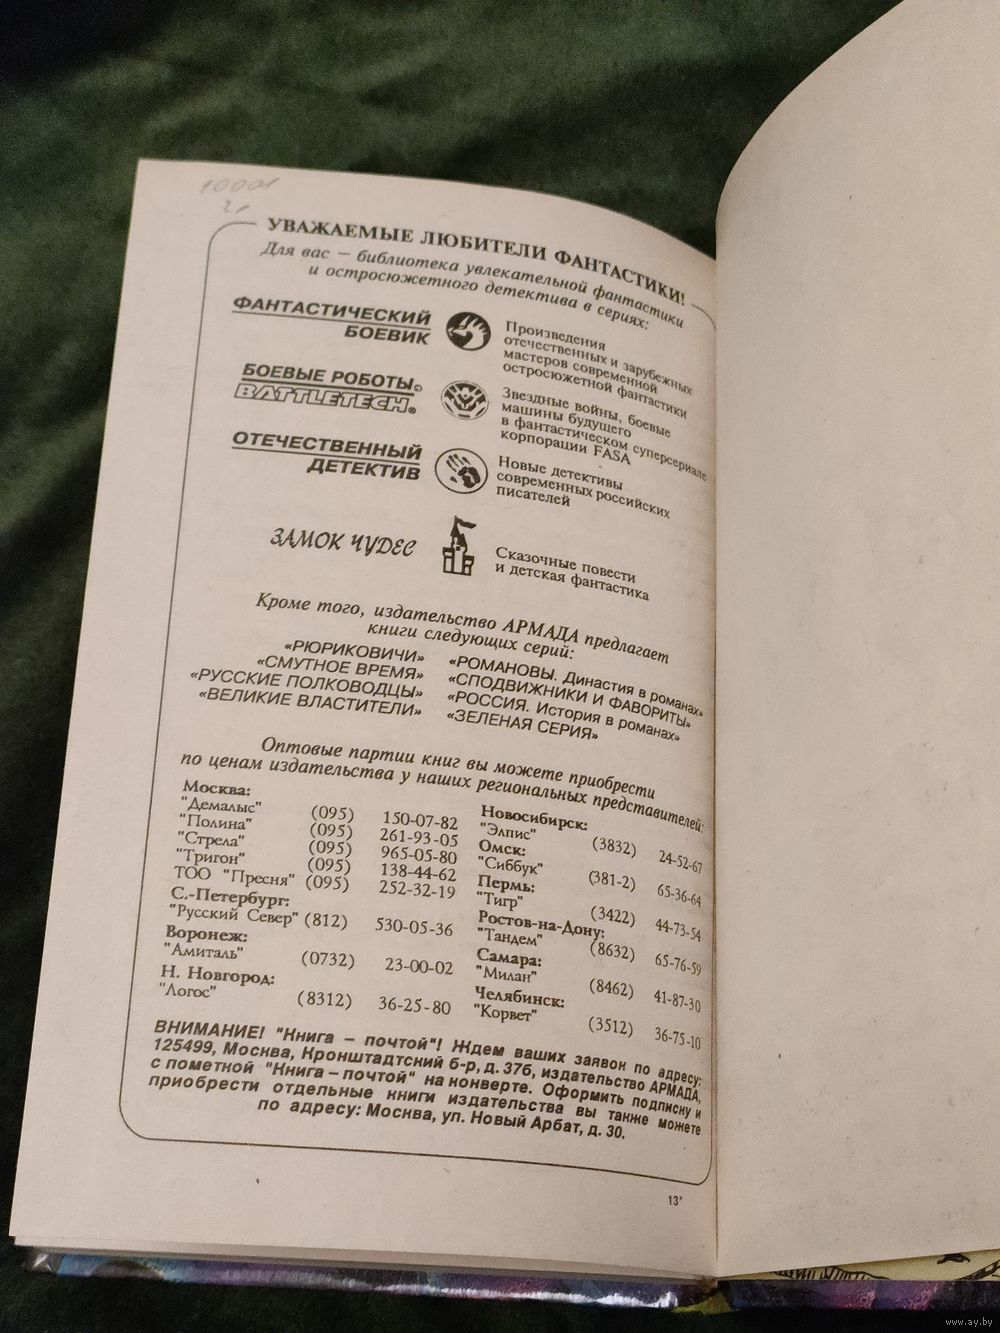 10001
УВАЖАЕМЫЕ ЛЮБИТЕЛИ ФАНТАСТИКИ!
Для вас – библиотека увлекательной фантастики
и остросюжетного детектива в сериях:
ФАНТАСТИЧЕСКИЙ
БОЕВИК
Произведения
отечественных и зарубежных
мастеров современной
остросюжетной фантастики
БОЕВЫЕ РОБОТЫ®
BATTLETECH®
Звездные войны, боевые
машины будущего
в фантастическом суперсериале
корпорации FASA
ОТЕЧЕСТВЕННЫЙ
ДЕТЕКТИВ
Новые детективы
современных российских
писателей
ЗАМОК ЧУДЕС
Сказочные повести
и детская фантастика
Кроме того, издательство АРМАДА предлагает
книги следующих серий:
«РЮРИКОВИЧИ»
«СМУТНОЕ ВРЕМЯ»
«РУССКИЕ ПОЛКОВОДЦЫ»
«ВЕЛИКИЕ ВЛАСТИТЕЛИ»
«РОМАНОВЫ. Династия в романах»
«СПОДВИЖНИКИ И ФАВОРИТЫ»
«РОССИЯ. История в романах»
«ЗЕЛЕНАЯ СЕРИЯ»
Оптовые партии книг вы можете приобрести
по ценам издательства у наших региональных представителей:
Москва:
"Демалыс" (095) 150-07-82
"Полина" (095) 261-93-05
"Стрела" (095) 965-05-80
"Тригон" (095) 138-44-62
ТОО "Пресня" (095) 252-32-19
С.-Петербург:
"Русский Север" (812) 530-05-36
Воронеж:
"Амиталь" (0732) 23-00-02
Н. Новгород:
"Логос" (8312) 36-25-80
Новосибирск:
"Элпис" (3832) 24-52-67
Омск:
"Сиббук" (381-2) 65-36-64
Пермь:
"Тигр" (3422) 44-73-54
Ростов-на-Дону:
"Тандем" (8632) 65-76-59
Самара:
"Милан" (8462) 41-87-30
Челябинск:
"Корвет" (3512) 36-75-10
ВНИМАНИЕ! "Книга – почтой"! Ждем ваших заявок по адресу:
125499, Москва, Кронштадтский б-р, д. 37б, издательство АРМАДА,
с пометкой "Книга – почтой" на конверте. Оформить подписку и
приобрести отдельные книги издательства вы также можете
по адресу: Москва, ул. Новый Арбат, д. 30.
13*
www.ay.by